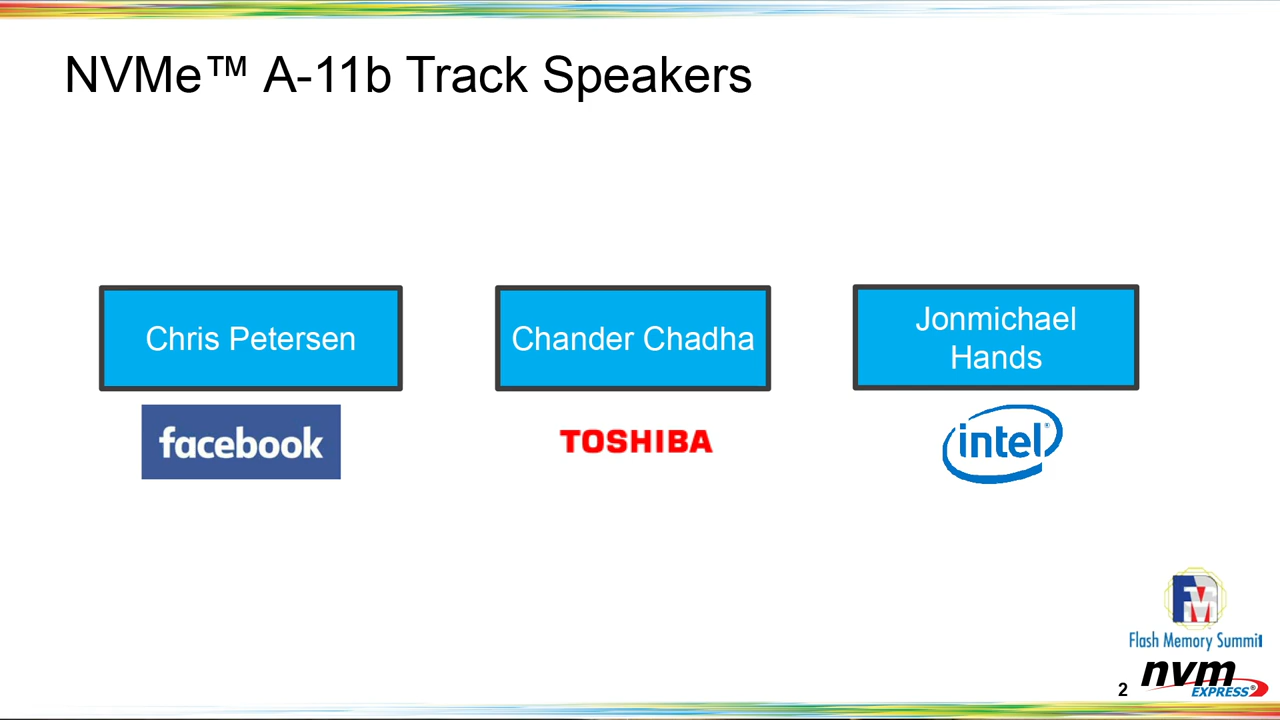 NVMe™ A-11b Track Speakers
Chris Petersen
Chander Chadha
Jonmichael
Hands
facebook
TOSHIBA
intel®
FVM
Flash Memory Summit
nvm
EXPRESS®
2